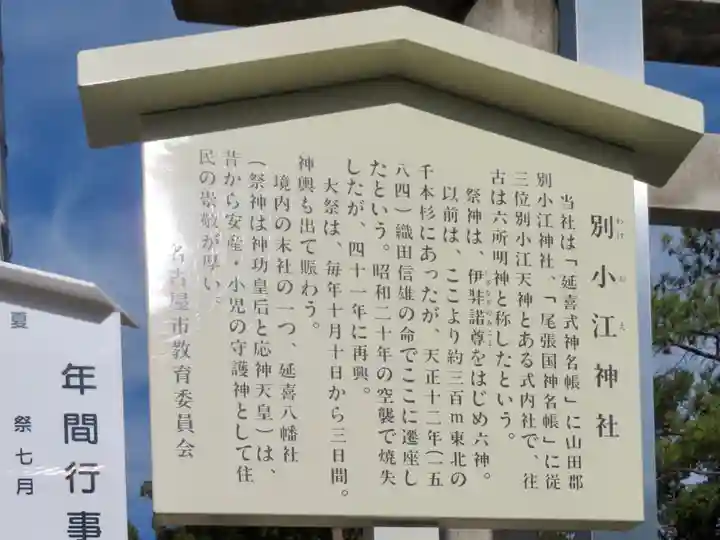 別小江神社
わけ お え
当社は「延喜式神名帳」に山田郡
別小江神社、「尾張国神名帳」に従
三位別小江天神とある式内社で、往
古は六所明神と称したという。
祭神は、伊弉諾尊をはじめ六神。
以前は、ここより約三百m東北の
千本杉にあったが、天正十二年(一五
八四)織田信雄の命でここに遷座し
たという。昭和二十年の空襲で焼失
したが、四十一年に再興。
大祭は、毎年十月十日から三日間。
神輿も出て賑わう。
境内の末社の一つ、延喜八幡社
(祭神は神功皇后と応神天皇)は、
昔から安産・小児の守護神として住
民の崇敬が厚い。
名古屋市教育委員会
年間行事
祭七月
夏